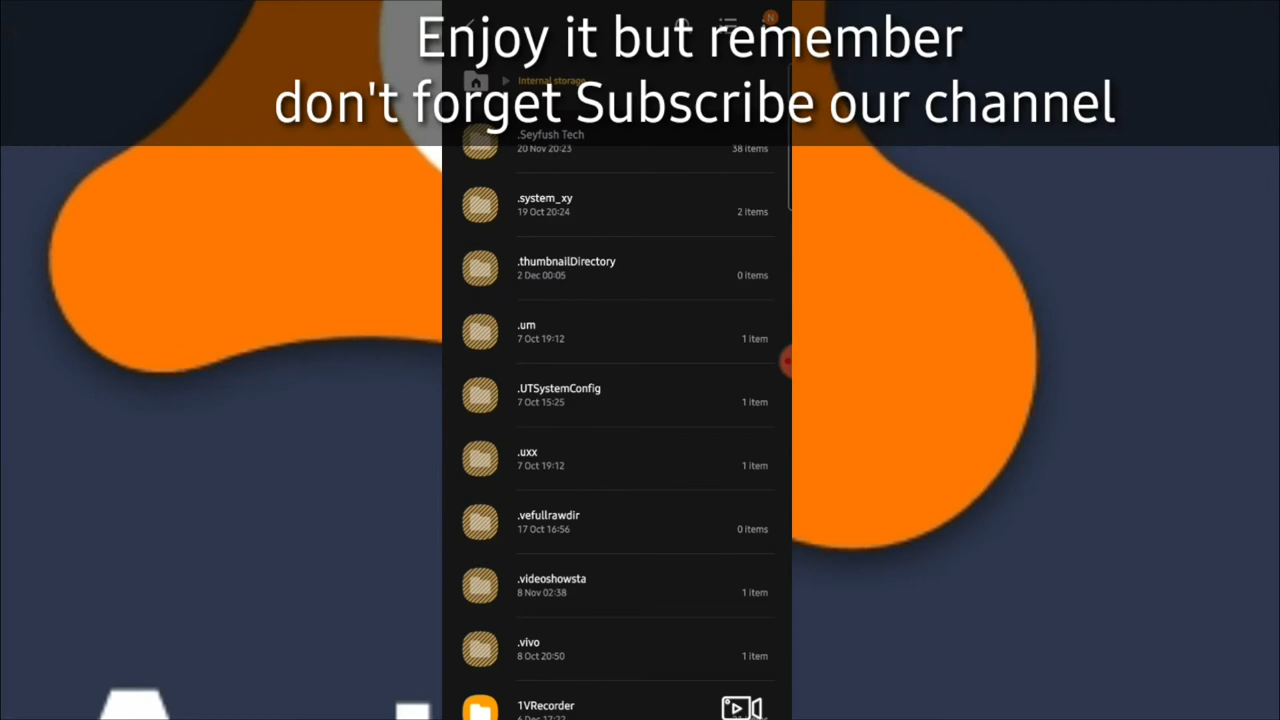 Enjoy it but remember
don't forget Subscribe our channel
N
Internal storage
.Seyfush Tech
20 Nov 20:23
38 items
.system_xy
19 Oct 20:24
2 items
.thumbnailDirectory
2 Dec 00:05
0 items
.um
7 Oct 19:12
1 item
.UTSystemConfig
7 Oct 15:25
1 item
.uxx
7 Oct 19:12
1 item
.vefullrawdir
17 Oct 16:56
0 items
.videoshowsta
8 Nov 02:38
1 item
.vivo
8 Oct 20:50
1 item
1VRecorder